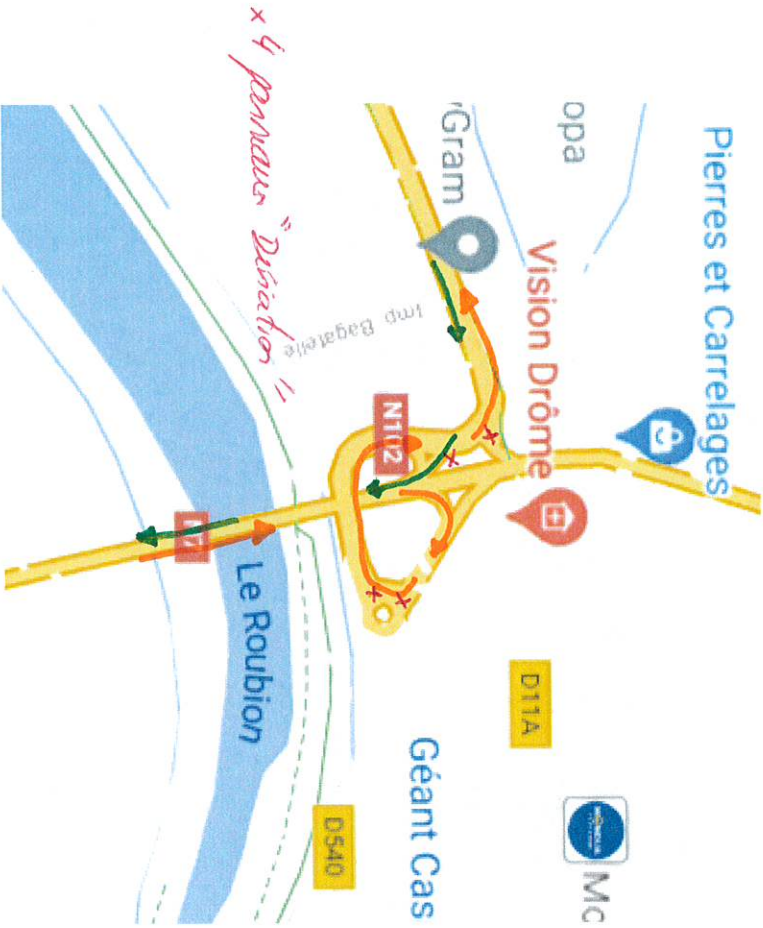 Pierres et Carrelages
opa
Vision Drôme
'Gram
Imp Bagatelle
N102
N7
Le Roubion
D11A
D540
Géant Cas
Mc
x 4 panneaux "Déviation"